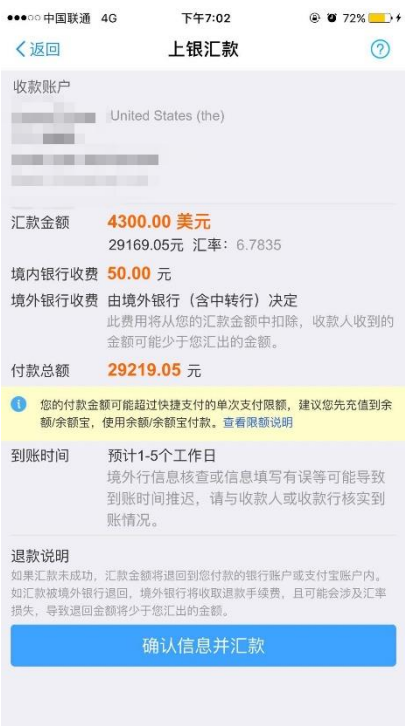 中国联通 4G 下午7:02 72%
返回 上银汇款
收款账户
United States (the)
汇款金额 4300.00 美元
29169.05元 汇率：6.7835
境内银行收费 50.00 元
境外银行收费 由境外银行（含中转行）决定
此费用将从您的汇款金额中扣除，收款人收到的
金额可能少于您汇出的金额。
付款总额 29219.05 元
您的付款金额可能超过快捷支付的单次支付限额，建议您先充值到余
额/余额宝，使用余额/余额宝付款。查看限额说明
到账时间 预计1-5个工作日
境外行信息核查或信息填写有误等可能导致
到账时间推迟，请与收款人或收款行核实到
账情况。
退款说明
如果汇款未成功，汇款金额将退回到您付款的银行账户或支付宝账户内。
如汇款被境外银行退回，境外银行将收取退款手续费，且可能会涉及汇率
损失，导致退回金额将少于您汇出的金额。
确认信息并汇款